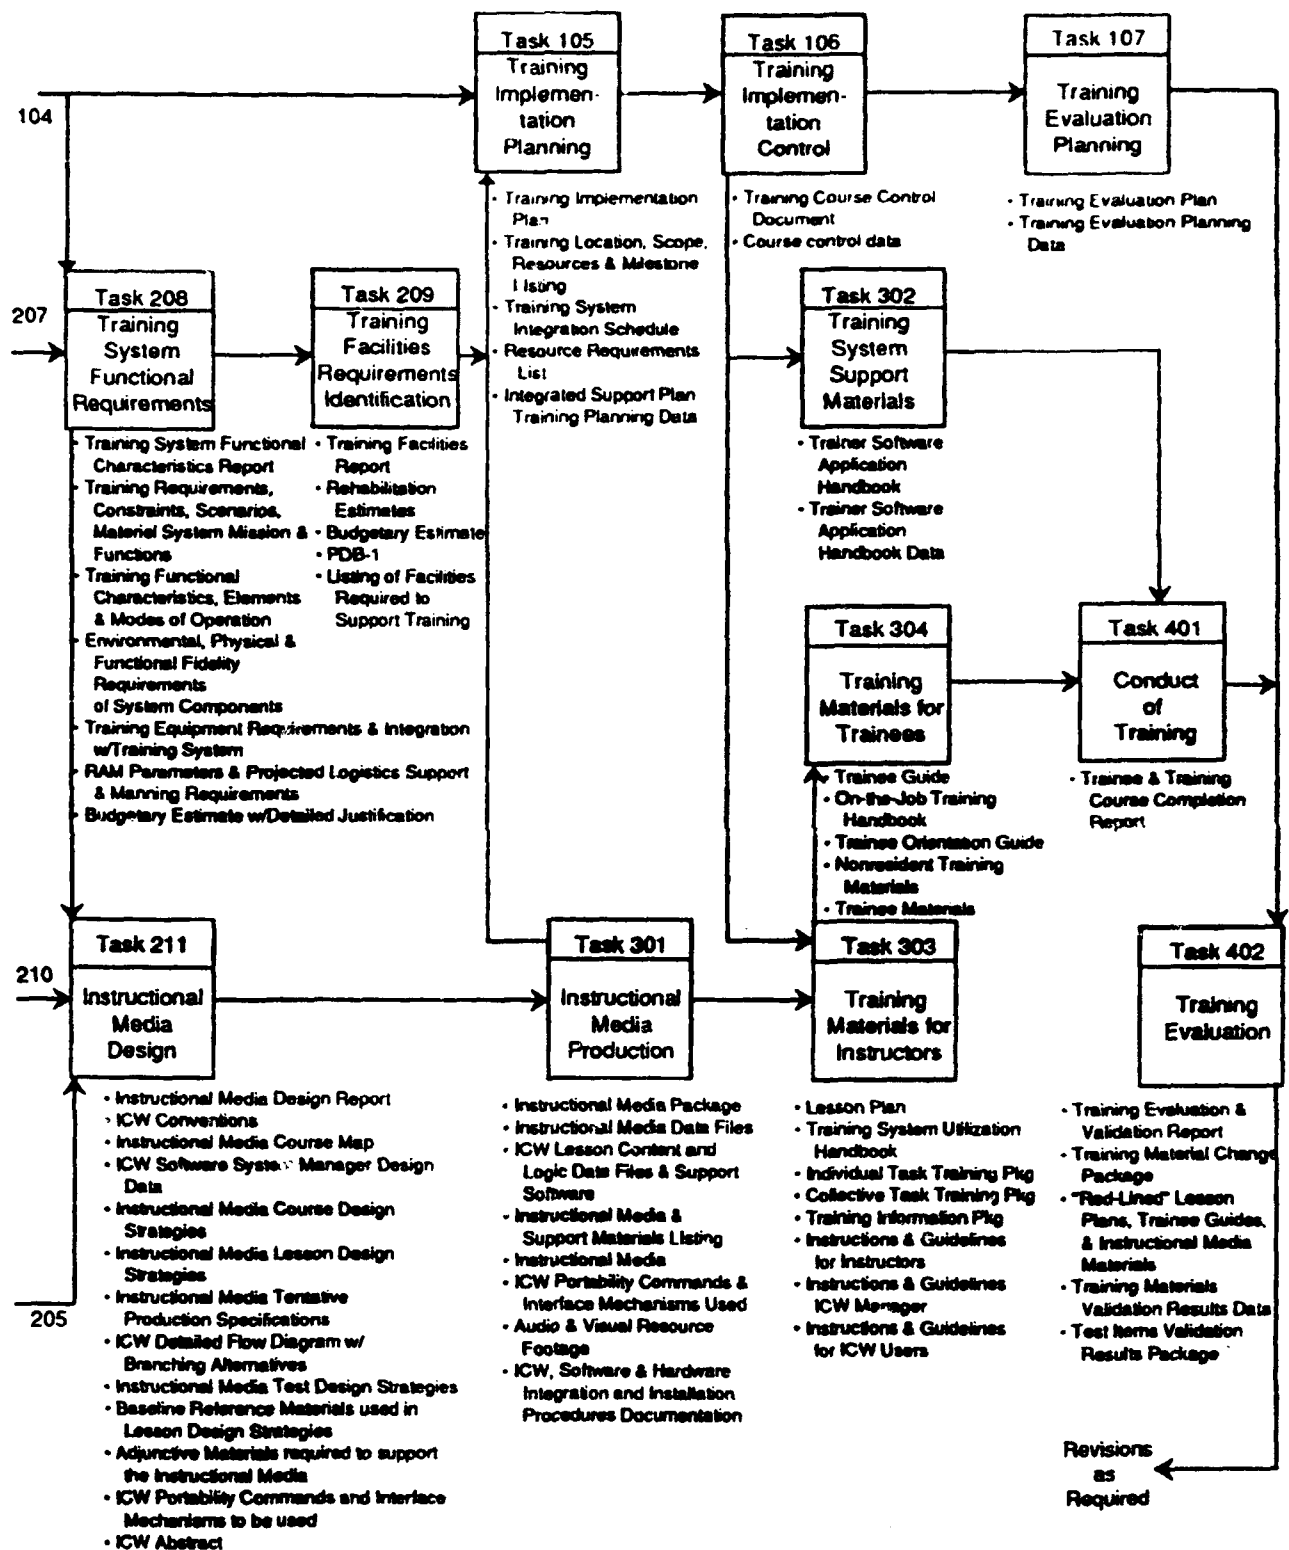 Task 105
Training
Implemen-
tation
Planning
Task 106
Training
Implemen-
tation
Control
Task 107
Training
Evaluation
Planning
104
• Training Implementation
Plan
• Training Location, Scope,
Resources & Milestone
Listing
• Training System
Integration Schedule
• Resource Requirements
List
• Integrated Support Plan
Training Planning Data
• Training Course Control
Document
• Course control data
• Training Evaluation Plan
• Training Evaluation Planning
Data
207
Task 208
Training
System
Functional
Requirements
Task 209
Training
Facilities
Requirements
Identification
Task 302
Training
System
Support
Materials
• Training System Functional
Characteristics Report
• Training Requirements,
Constraints, Scenarios,
Materiel System Mission &
Functions
• Training Functional
Characteristics, Elements
& Modes of Operation
• Environmental, Physical &
Functional Fidelity
Requirements
of System Components
• Training Equipment Requirements & Integration
w/Training System
• RAM Parameters & Projected Logistics Support
& Manning Requirements
• Budgetary Estimate w/Detailed Justification
• Training Facilities
Report
• Rehabilitation
Estimates
• Budgetary Estimate
• PDB-1
• Listing of Facilities
Required to
Support Training
• Trainer Software
Application
Handbook
• Trainer Software
Application
Handbook Data
Task 304
Training
Materials for
Trainees
Task 401
Conduct
of
Training
• Trainee Guide
• On-the-Job Training
Handbook
• Trainee Orientation Guide
• Nonresident Training
Materials
• Trainee Materials
• Trainee & Training
Course Completion
Report
210
Task 211
Instructional
Media
Design
Task 301
Instructional
Media
Production
Task 303
Training
Materials for
Instructors
Task 402
Training
Evaluation
205
• Instructional Media Design Report
• ICW Conventions
• Instructional Media Course Map
• ICW Software System Manager Design
Data
• Instructional Media Course Design
Strategies
• Instructional Media Lesson Design
Strategies
• Instructional Media Tentative
Production Specifications
• ICW Detailed Flow Diagram w/
Branching Alternatives
• Instructional Media Test Design Strategies
• Baseline Reference Materials used in
Lesson Design Strategies
• Adjunctive Materials required to support
the Instructional Media
• ICW Portability Commands and Interface
Mechanisms to be used
• ICW Abstract
• Instructional Media Package
• Instructional Media Data Files
• ICW Lesson Content and
Logic Data Files & Support
Software
• Instructional Media &
Support Materials Listing
• Instructional Media
• ICW Portability Commands &
Interface Mechanisms Used
• Audio & Visual Resource
Footage
• ICW, Software & Hardware
Integration and Installation
Procedures Documentation
• Lesson Plan
• Training System Utilization
Handbook
• Individual Task Training Pkg
• Collective Task Training Pkg
• Training Information Pkg
• Instructions & Guidelines
for Instructors
• Instructions & Guidelines
ICW Manager
• Instructions & Guidelines
for ICW Users
• Training Evaluation &
Validation Report
• Training Material Change
Package
• "Red-Lined" Lesson
Plans, Trainee Guides,
& Instructional Media
Materials
• Training Materials
Validation Results Data
• Test Items Validation
Results Package
Revisions
as
Required